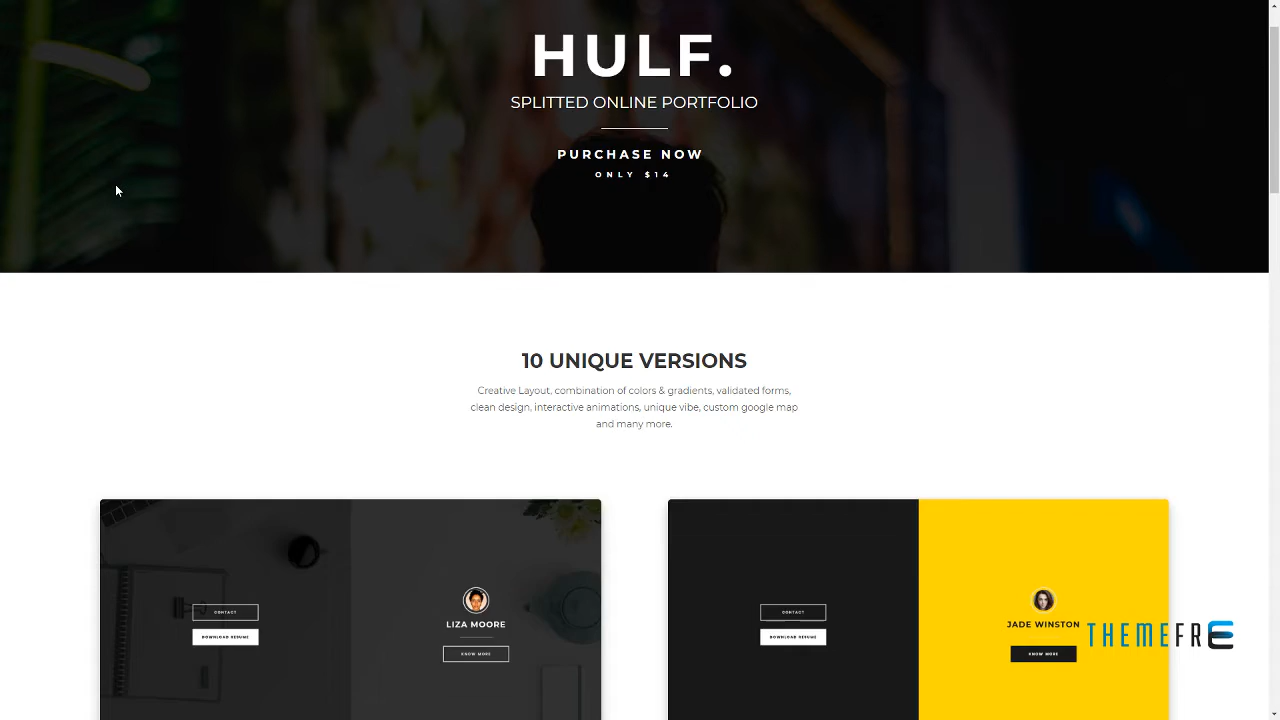 HULF.
SPLITTED ONLINE PORTFOLIO
PURCHASE NOW
ONLY $14
10 UNIQUE VERSIONS
Creative Layout, combination of colors & gradients, validated forms,
clean design, interactive animations, unique vibe, custom google map
and many more.
CONTACT
DOWNLOAD RESUME
LIZA MOORE
KNOW MORE
CONTACT
DOWNLOAD RESUME
JADE WINSTON
KNOW MORE
THEMEFRE